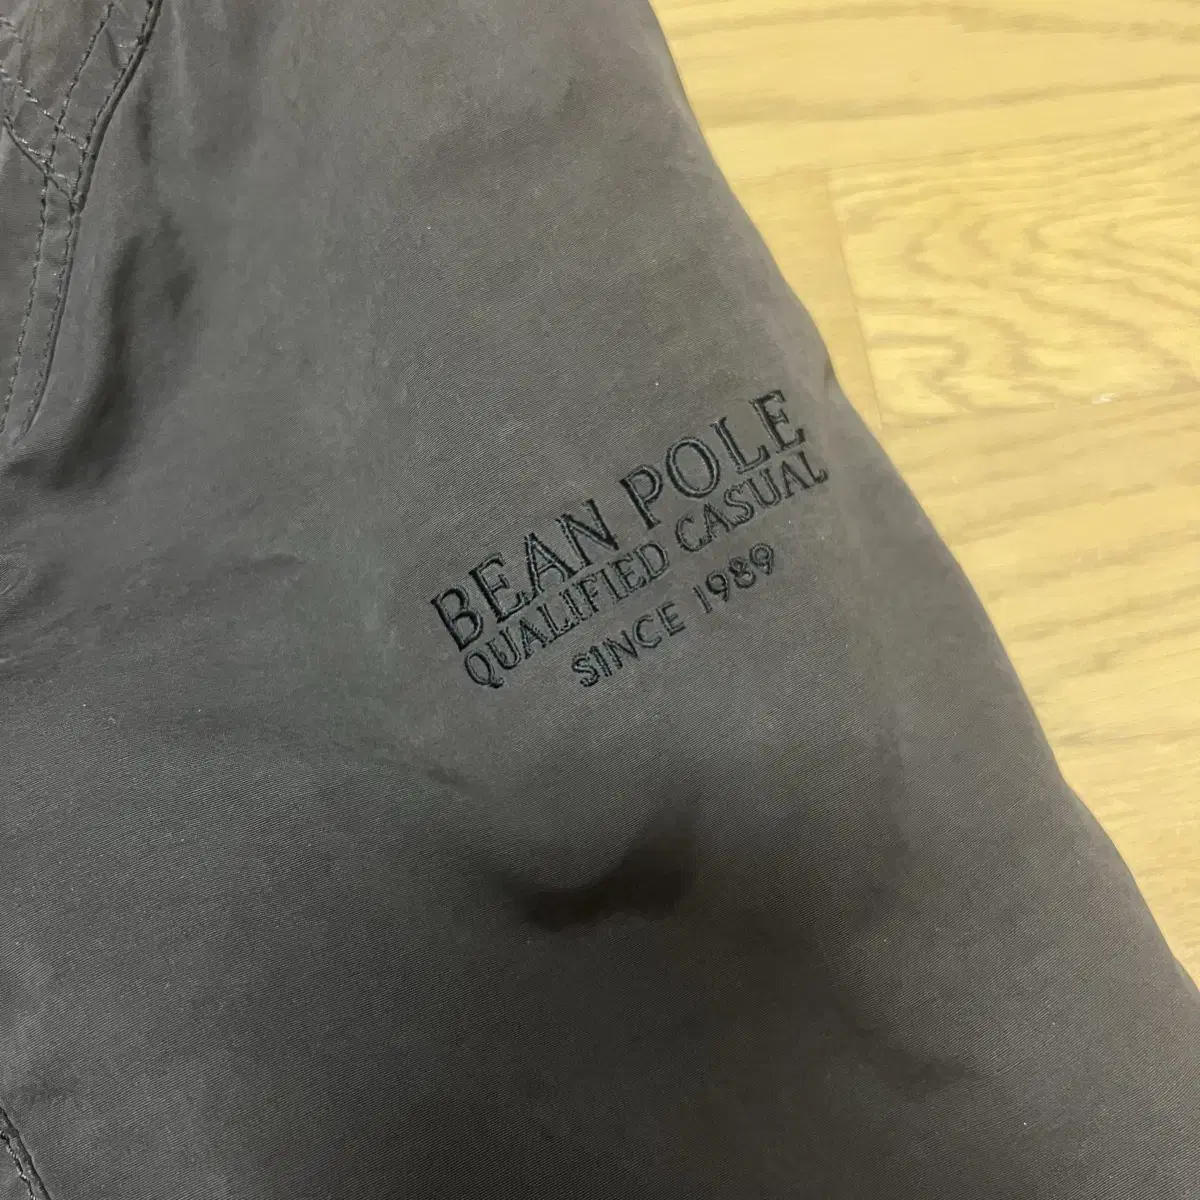 BEAN POLE
QUALIFIED CASUAL
SINCE 1989